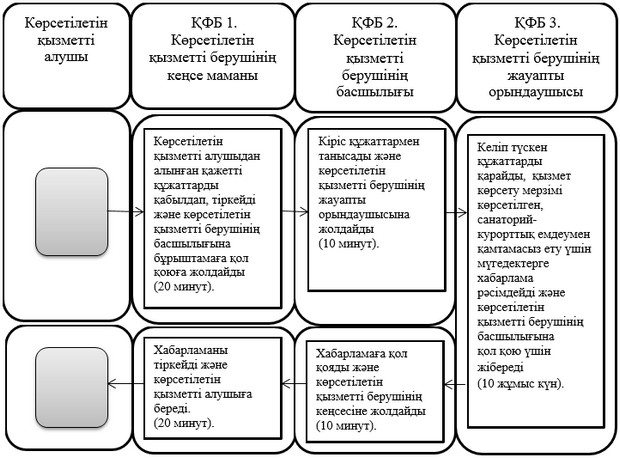 Көрсетілетін
қызметті
алушы
ҚФБ 1.
Көрсетілетін
қызметті берушінің
кеңсе маманы
ҚФБ 2.
Көрсетілетін
қызметті
берушінің
басшылығы
ҚФБ 3.
Көрсетілетін
қызметті берушінің
жауапты
орындаушысы
Көрсетілетін
қызметті алушыдан
алынған қажетті
құжаттарды
қабылдап, тіркейді
және көрсетілетін
қызметті берушінің
басшылығына
бұрыштамаға қол
қоюға жолдайды
(20 минут).
Кіріс құжаттармен
танысады және
көрсетілетін
қызметті берушінің
жауапты
орындаушысына
жолдайды
(10 минут).
Келіп түскен
құжаттарды
қарайды, қызмет
көрсету мерзімі
көрсетілген,
санаторий-
курорттық емдеумен
қамтамасыз ету үшін
мүгедектерге
хабарлама
рәсімдейді және
көрсетілетін
қызметті берушінің
басшылығына
қол қою үшін
жібереді
(10 жұмыс күн).
Хабарламаны
тіркейді және
көрсетілетін
қызметті алушыға
береді.
(20 минут).
Хабарламаға қол
қояды және
көрсетілетін
қызметті берушінің
кеңсесіне жолдайды
(10 минут).